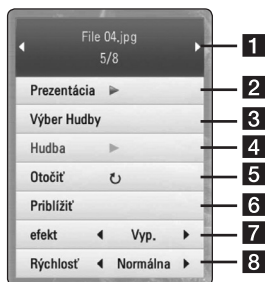 File 04.jpg 1
5/8
Prezentácia 2
Výber Hudby 3
Hudba 4
Otočiť 5
Priblížiť 6
efekt Vyp. 7
Rýchlosť Normálna 8